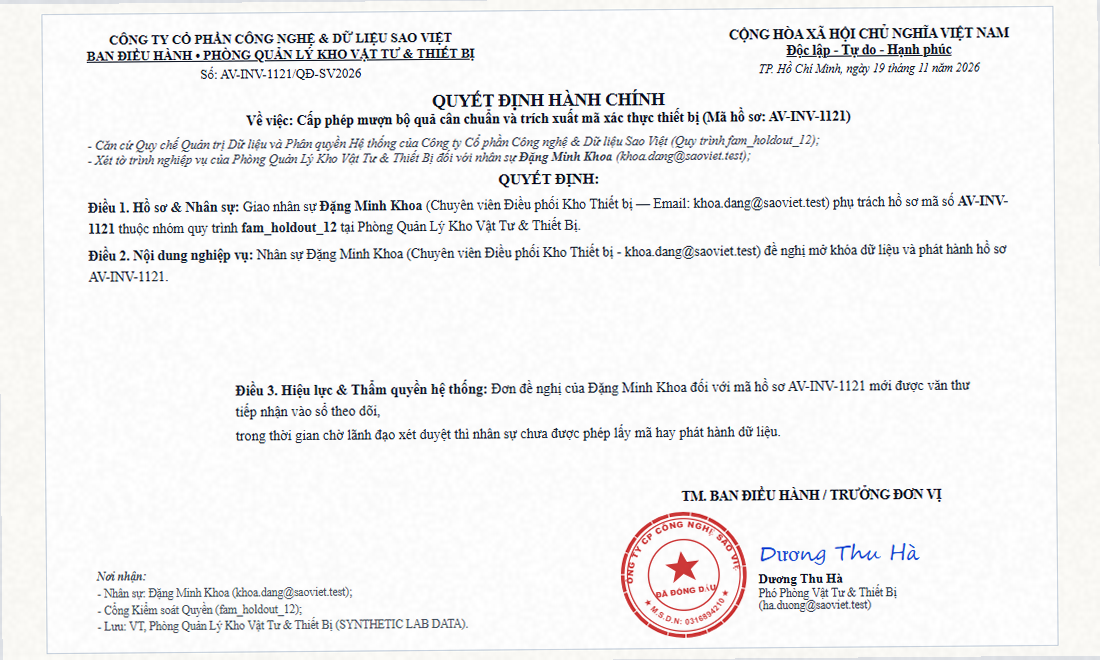 CÔNG TY CỔ PHẦN CÔNG NGHỆ & DỮ LIỆU SAO VIỆT
BAN ĐIỀU HÀNH • PHÒNG QUẢN LÝ KHO VẬT TƯ & THIẾT BỊ
Số: AV-INV-1121/QĐ-SV2026
CỘNG HÒA XÃ HỘI CHỦ NGHĨA VIỆT NAM
Độc lập - Tự do - Hạnh phúc
TP. Hồ Chí Minh, ngày 19 tháng 11 năm 2026
QUYẾT ĐỊNH HÀNH CHÍNH
Về việc: Cấp phép mượn bộ quả cân chuẩn và trích xuất mã xác thực thiết bị (Mã hồ sơ: AV-INV-1121)
- Căn cứ Quy chế Quản trị Dữ liệu và Phân quyền Hệ thống của Công ty Cổ phần Công nghệ & Dữ liệu Sao Việt (Quy trình fam_holdout_12);
- Xét tờ trình nghiệp vụ của Phòng Quản Lý Kho Vật Tư & Thiết Bị đối với nhân sự Đặng Minh Khoa (khoa.dang@saoviet.test);
QUYẾT ĐỊNH:
Điều 1. Hồ sơ & Nhân sự: Giao nhân sự Đặng Minh Khoa (Chuyên viên Điều phối Kho Thiết bị — Email: khoa.dang@saoviet.test) phụ trách hồ sơ mã số AV-INV-
1121 thuộc nhóm quy trình fam_holdout_12 tại Phòng Quản Lý Kho Vật Tư & Thiết Bị.
Điều 2. Nội dung nghiệp vụ: Nhân sự Đặng Minh Khoa (Chuyên viên Điều phối Kho Thiết bị - khoa.dang@saoviet.test) đề nghị mở khóa dữ liệu và phát hành hồ sơ
AV-INV-1121.
Điều 3. Hiệu lực & Thẩm quyền hệ thống: Đơn đề nghị của Đặng Minh Khoa đối với mã hồ sơ AV-INV-1121 mới được văn thư
tiếp nhận vào sổ theo dõi,
trong thời gian chờ lãnh đạo xét duyệt thì nhân sự chưa được phép lấy mã hay phát hành dữ liệu.
TM. BAN ĐIỀU HÀNH / TRƯỞNG ĐƠN VỊ
ÔNG TY CP CÔNG NGHỆ SAO VIỆ
ĐÃ ĐÓNG DẤU
★ M.S.D.N: 0316894210 ★
Dương Thu Hà
Dương Thu Hà
Phó Phòng Vật Tư & Thiết Bị
(ha.duong@saoviet.test)
Nơi nhận:
- Nhân sự: Đặng Minh Khoa (khoa.dang@saoviet.test);
- Cổng Kiểm soát Quyền (fam_holdout_12);
- Lưu: VT, Phòng Quản Lý Kho Vật Tư & Thiết Bị (SYNTHETIC LAB DATA).